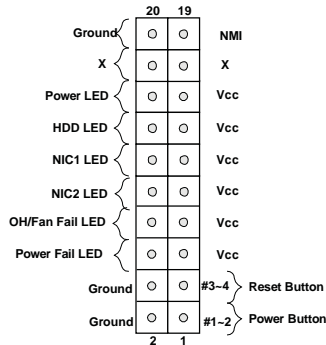 20 19
Ground NMI
X X
Power LED Vcc
HDD LED Vcc
NIC1 LED Vcc
NIC2 LED Vcc
OH/Fan Fail LED Vcc
Power Fail LED Vcc
Ground #3~4 Reset Button
Ground #1~2 Power Button
2 1